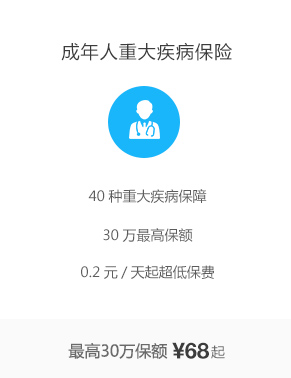 成年人重大疾病保险
40 种重大疾病保障
30 万最高保额
0.2 元 / 天起超低保费
最高30万保额 ¥68起